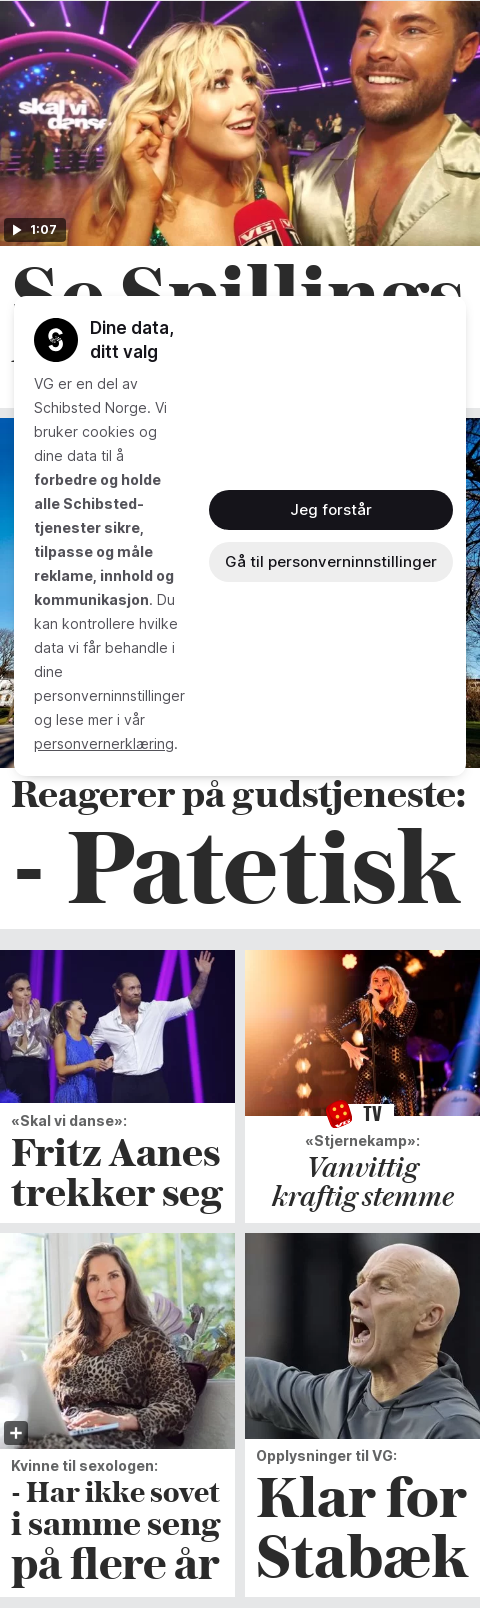 skal vi
danse
VG
1:07
Se Spillings
Dine data,
ditt valg
VG er en del av
Schibsted Norge. Vi
bruker cookies og
dine data til å
forbedre og holde
alle Schibsted-
tjenester sikre,
tilpasse og måle
reklame, innhold og
kommunikasjon. Du
kan kontrollere hvilke
data vi får behandle i
dine
personverninnstillinger
og lese mer i vår
personvernerklæring.
Jeg forstår
Gå til personverninnstillinger
Reagerer på gudstjeneste:
- Patetisk
«Skal vi danse»:
Fritz Aanes
trekker seg
TV
«Stjernekamp»:
Vanvittig
kraftig stemme
Kvinne til sexologen:
- Har ikke sovet
i samme seng
på flere år
Opplysninger til VG:
Klar for
Stabæk